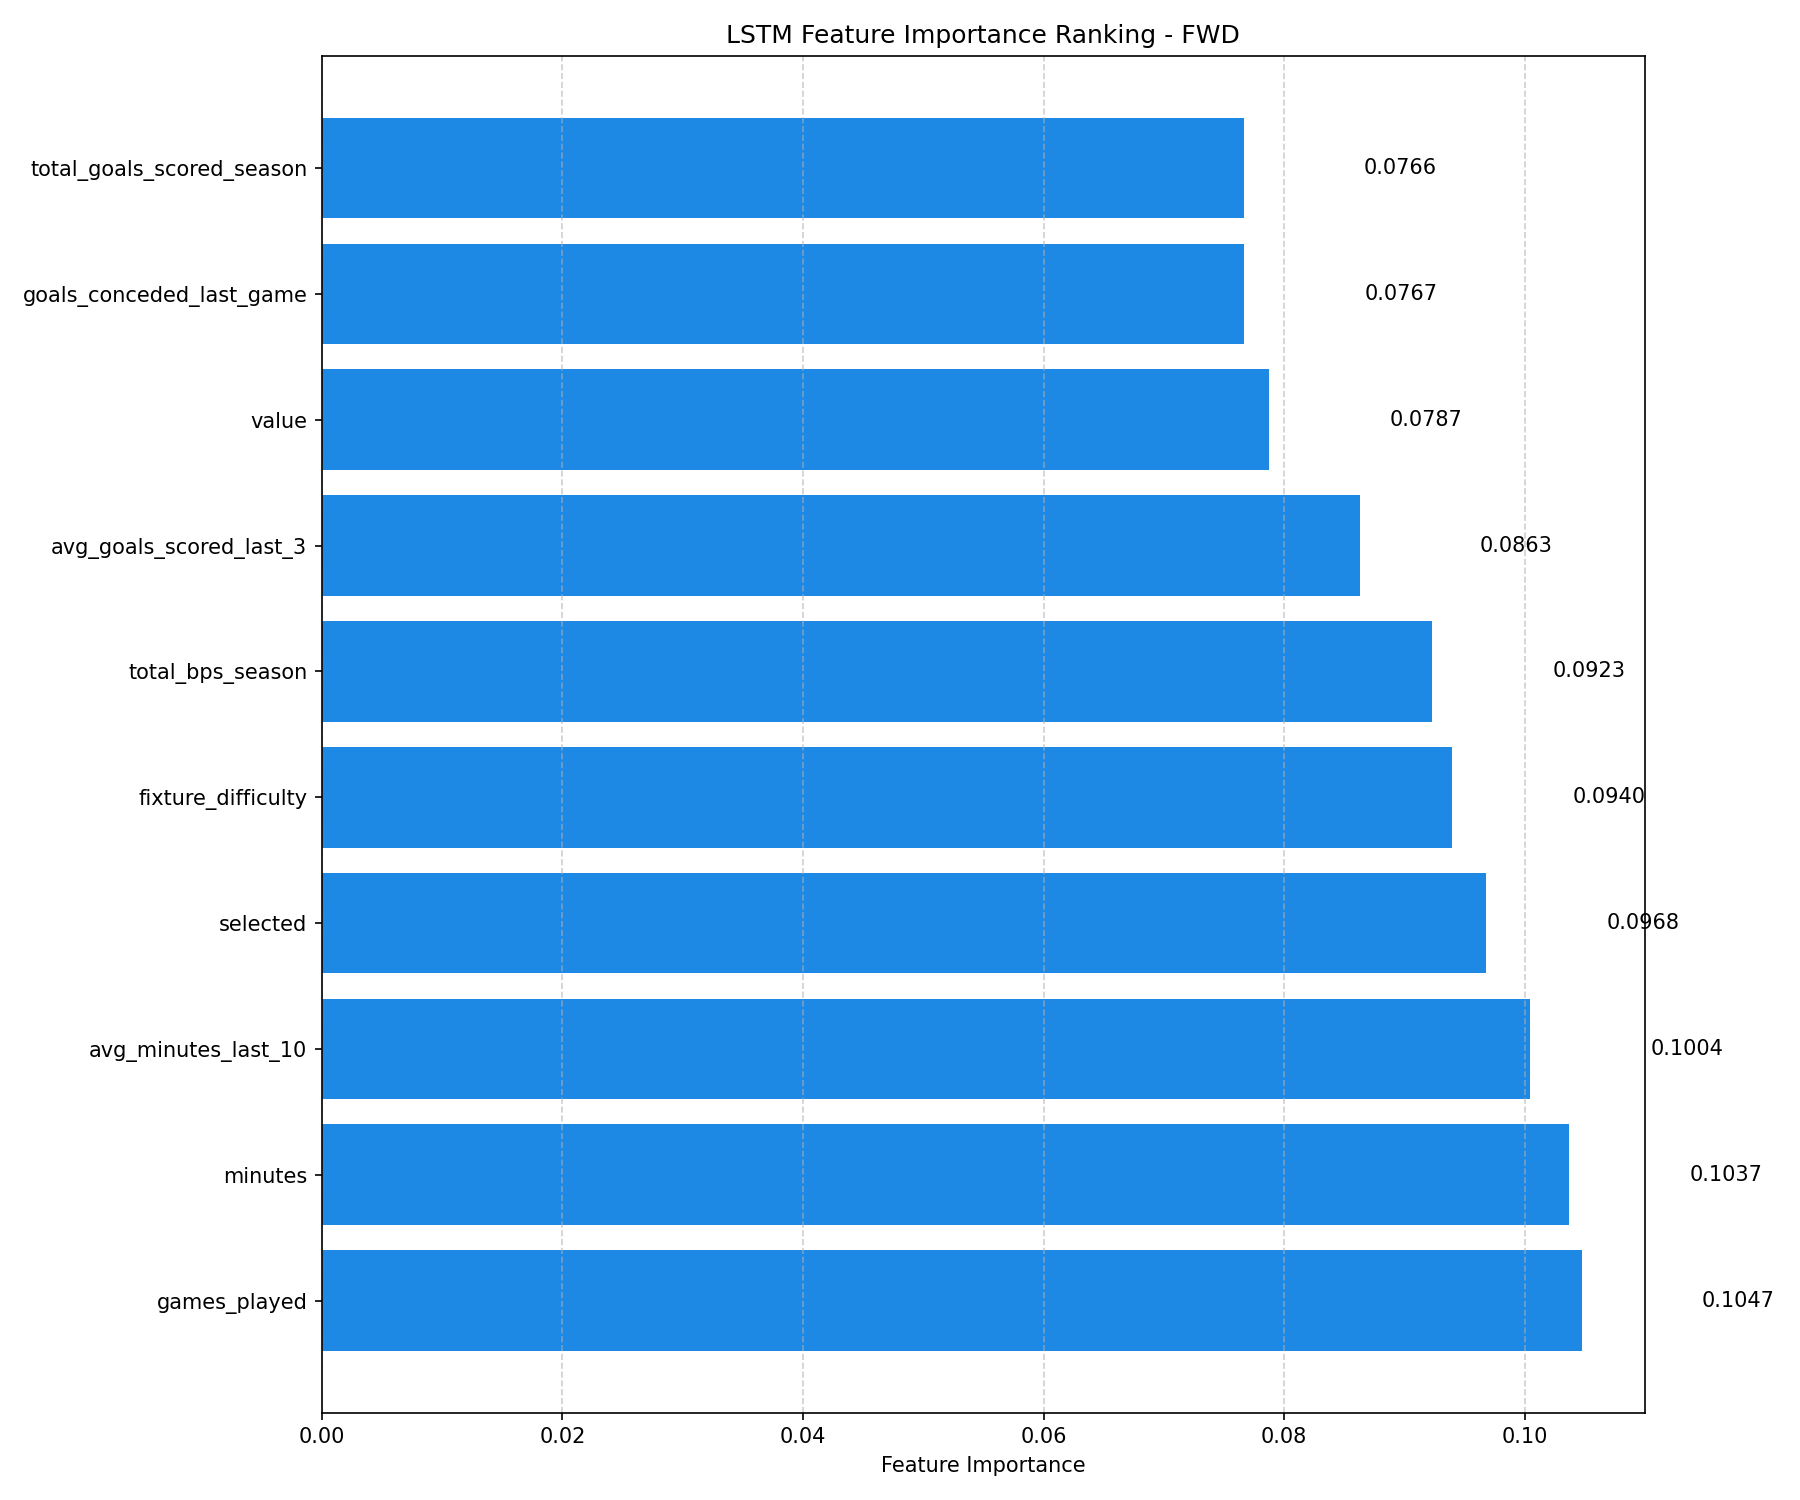 LSTM Feature Importance Ranking - FWD
total_goals_scored_season 0.0766
goals_conceded_last_game 0.0767
value 0.0787
avg_goals_scored_last_3 0.0863
total_bps_season 0.0923
fixture_difficulty 0.0940
selected 0.0968
avg_minutes_last_10 0.1004
minutes 0.1037
games_played 0.1047
0.00 0.02 0.04 0.06 0.08 0.10
Feature Importance